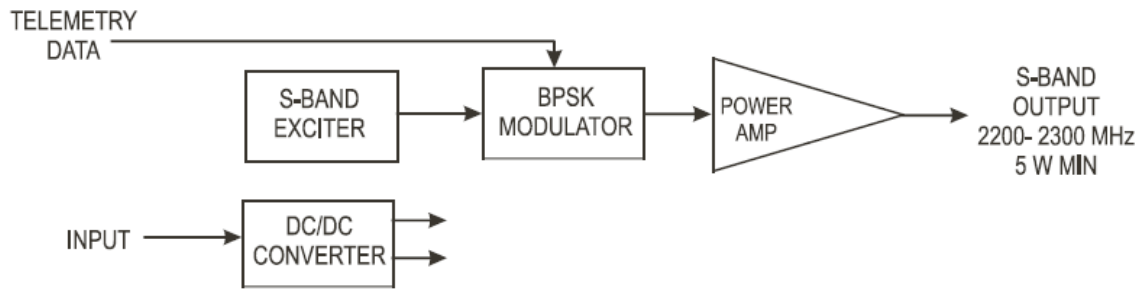 TELEMETRY
DATA
S-BAND
EXCITER
BPSK
MODULATOR
POWER
AMP
S-BAND
OUTPUT
2200- 2300 MHz
5 W MIN
INPUT
DC/DC
CONVERTER